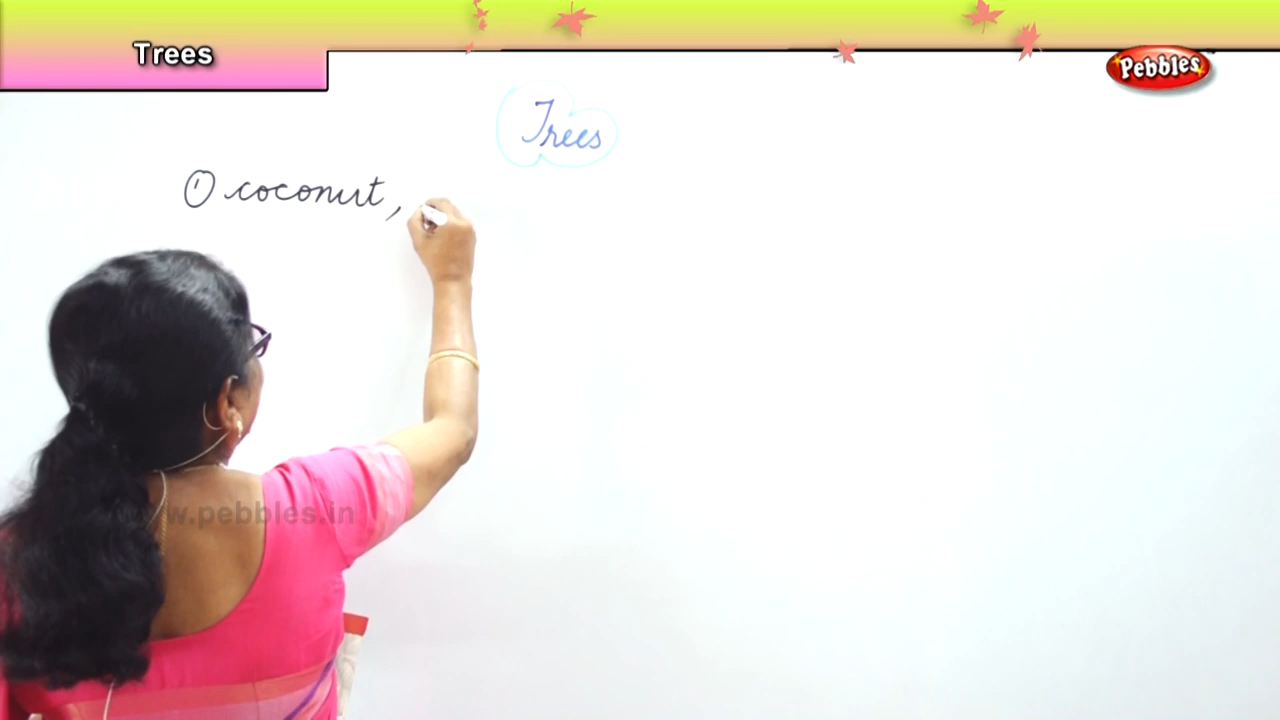 Trees
Pebbles
Trees
① coconut,
www.pebbles.in